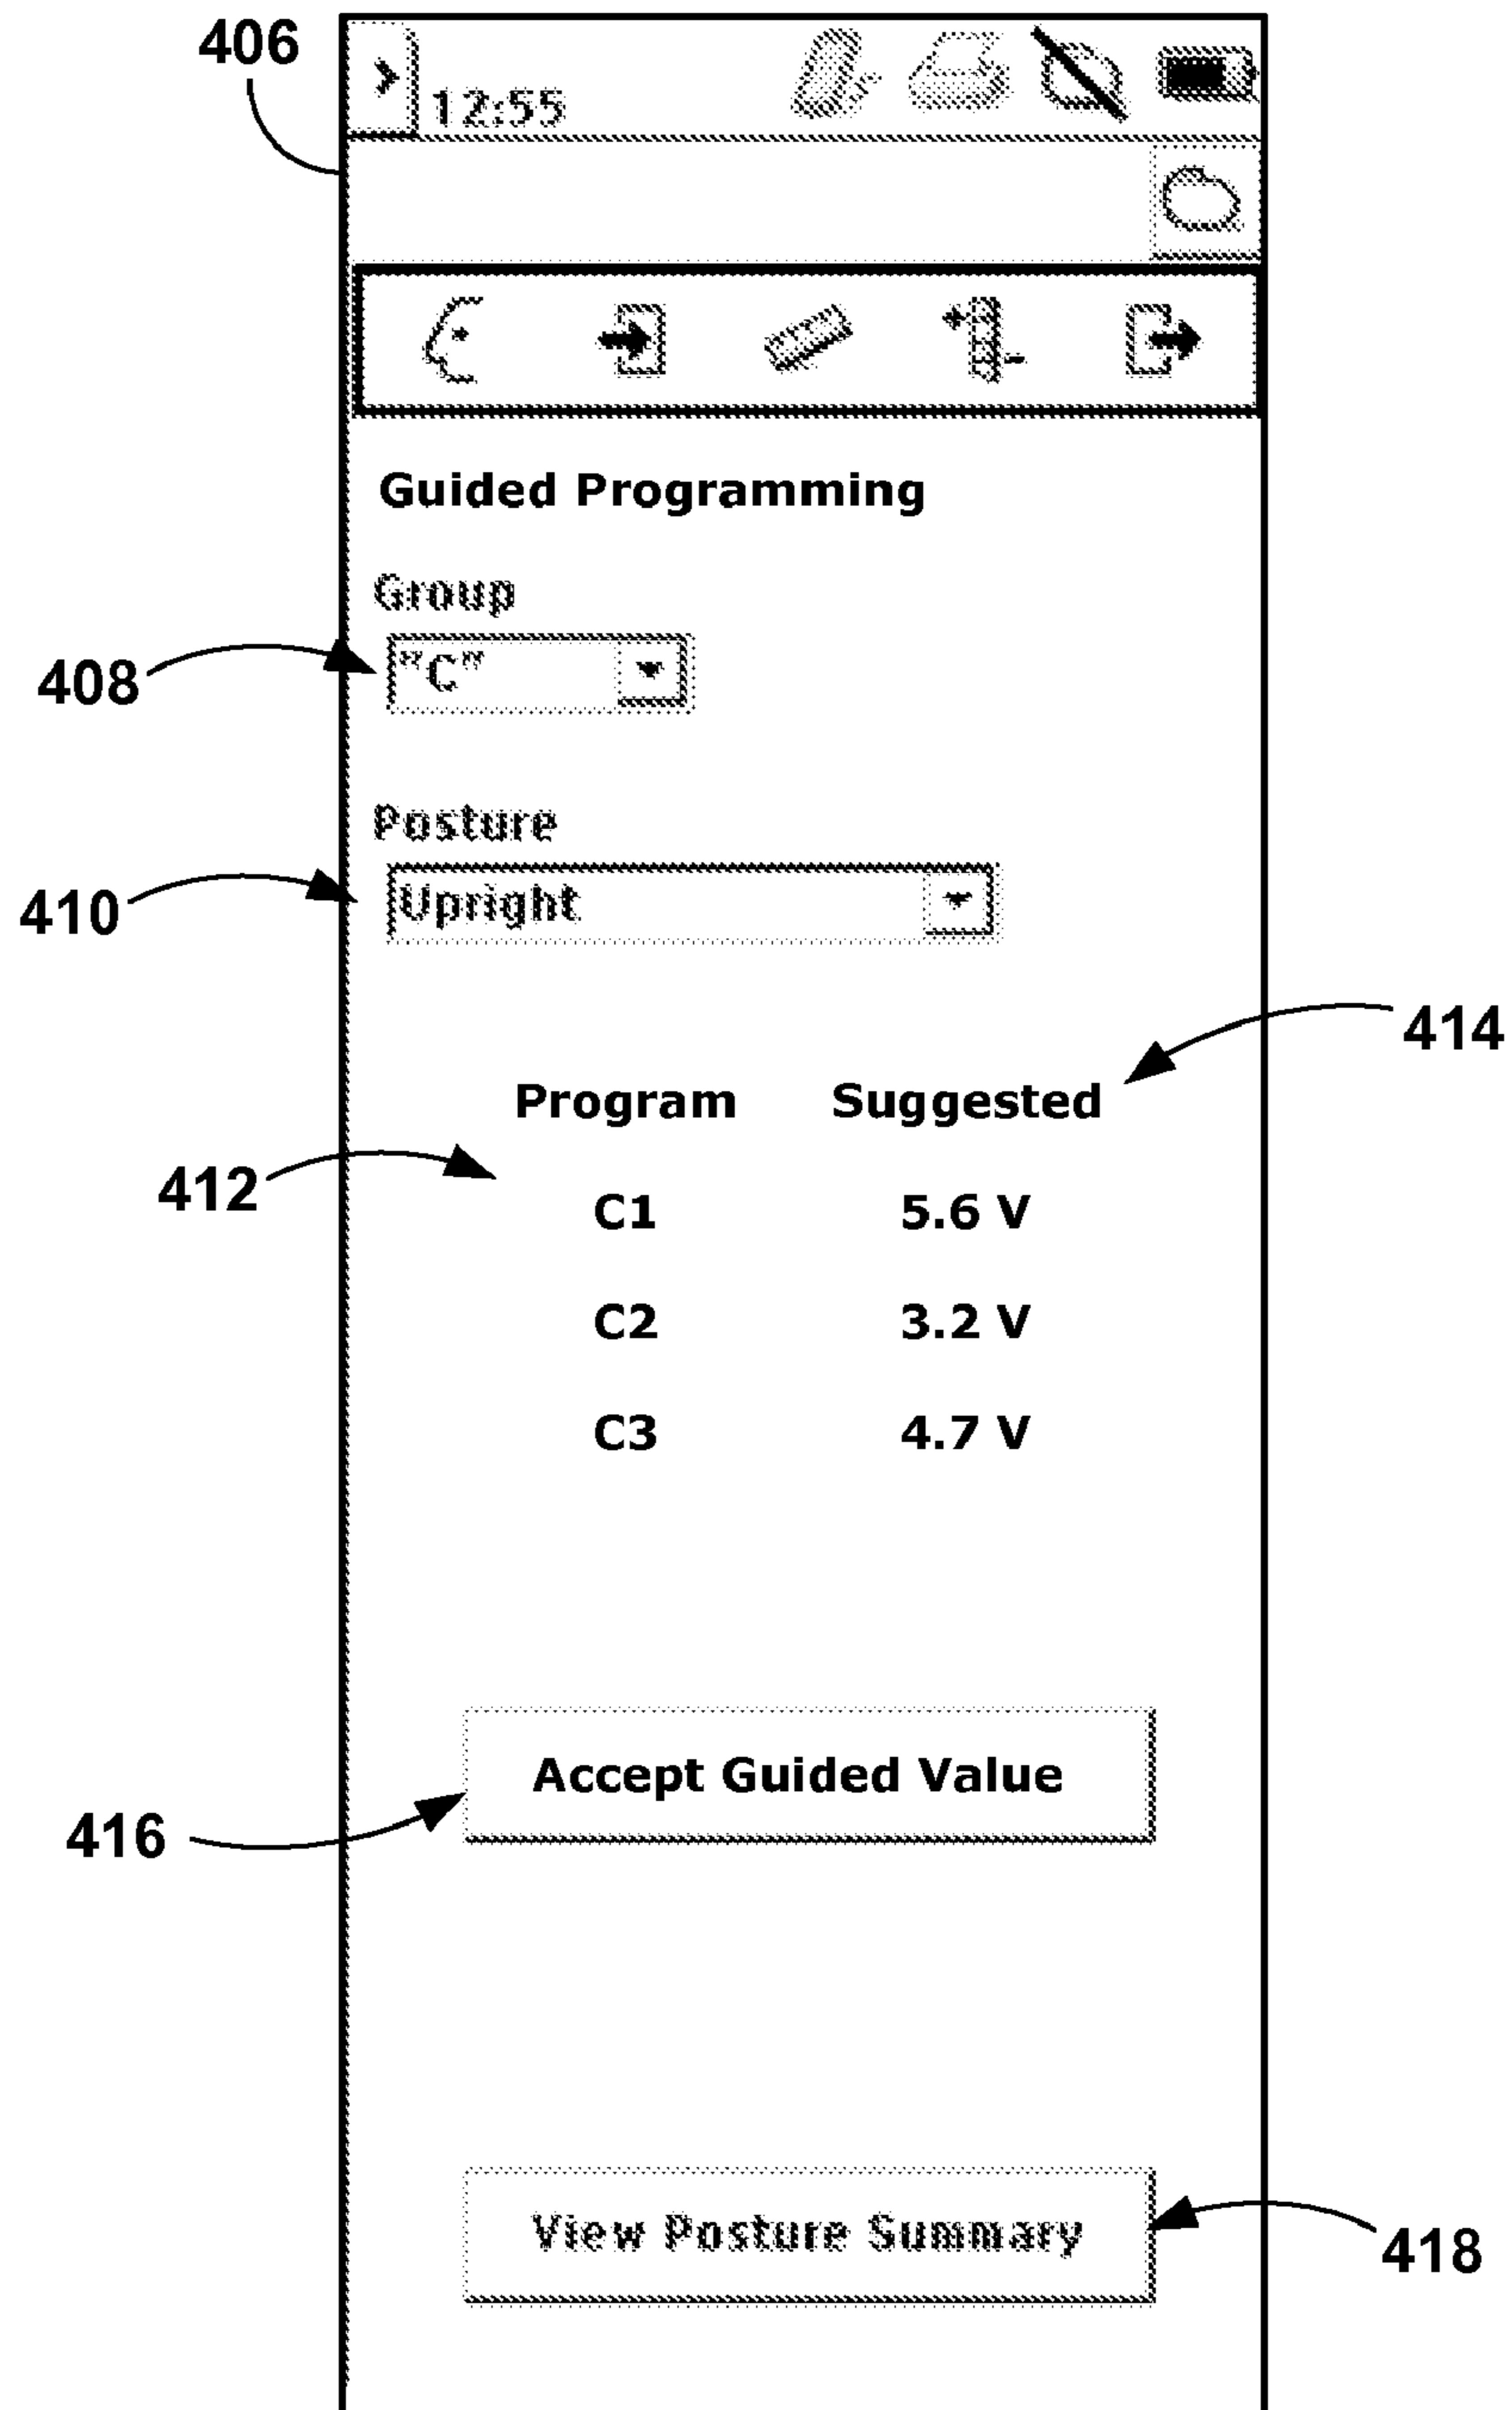 406
12:55
Guided Programming
Group
408
"C"
Posture
410
Upright
414
Program Suggested
412
C1 5.6 V
C2 3.2 V
C3 4.7 V
Accept Guided Value
416
View Posture Summary
418